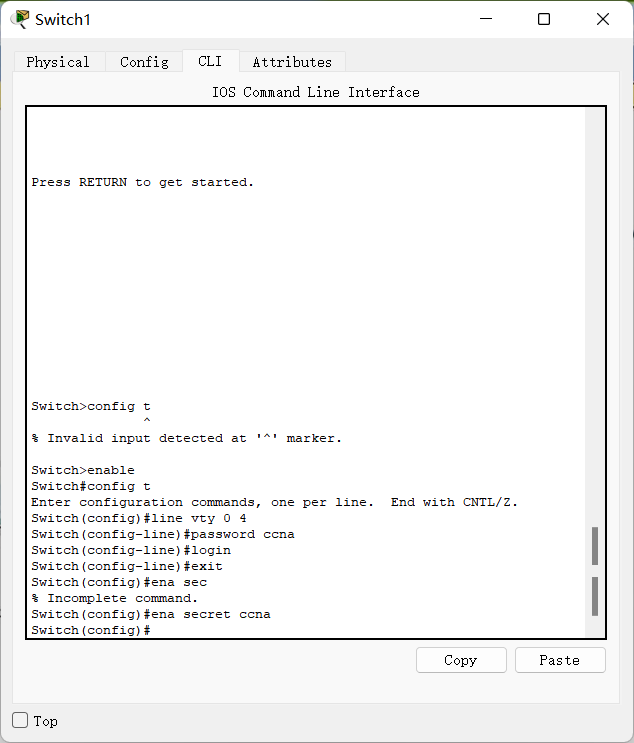 Switch1
Physical Config CLI Attributes
IOS Command Line Interface
Press RETURN to get started.
Switch>config t
^
% Invalid input detected at '^' marker.
Switch>enable
Switch#config t
Enter configuration commands, one per line.  End with CNTL/Z.
Switch(config)#line vty 0 4
Switch(config-line)#password ccna
Switch(config-line)#login
Switch(config-line)#exit
Switch(config)#ena sec
% Incomplete command.
Switch(config)#ena secret ccna
Switch(config)#
Copy Paste
Top